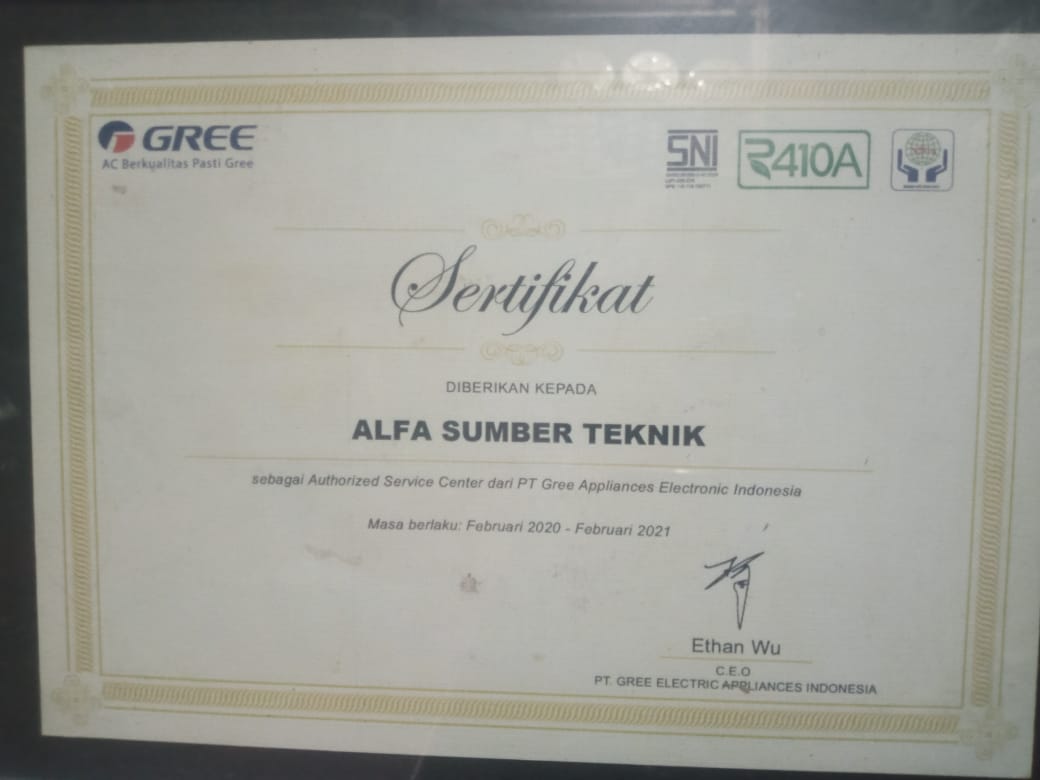 GREE
AC Berkualitas Pasti Gree
SNI
R410A
Sertifikat
DIBERIKAN KEPADA
ALFA SUMBER TEKNIK
sebagai Authorized Service Center dari PT Gree Appliances Electronic Indonesia
Masa berlaku: Februari 2020 - Februari 2021
Ethan Wu
C.E.O
PT. GREE ELECTRIC APPLIANCES INDONESIA